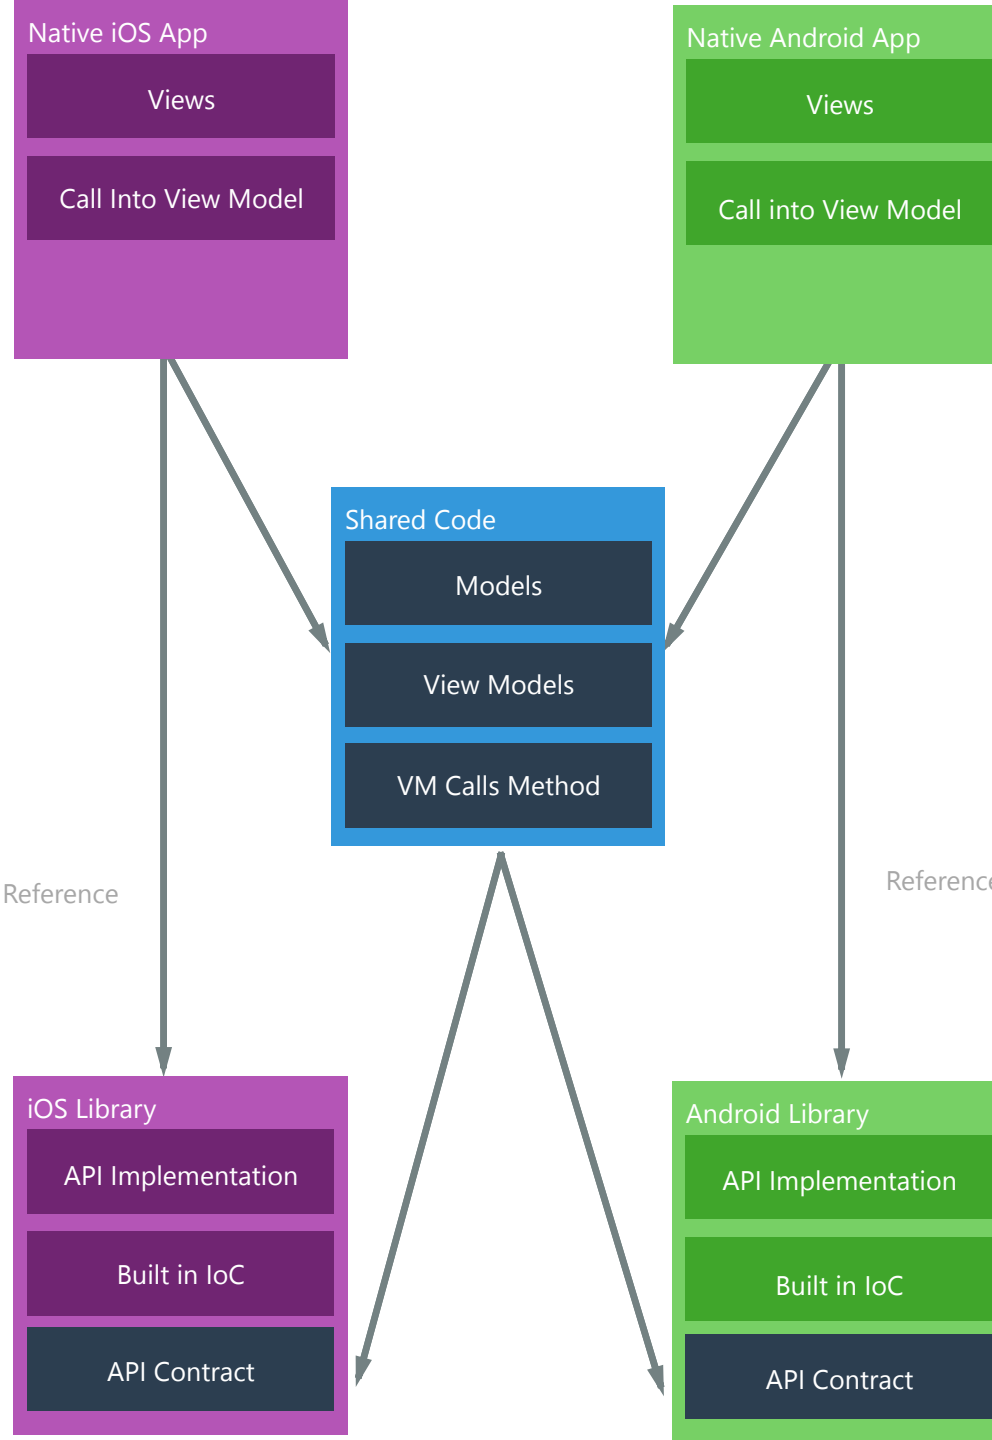 Native iOS App
Views
Call Into View Model
Native Android App
Views
Call into View Model
Shared Code
Models
View Models
VM Calls Method
Reference
Reference
iOS Library
API Implementation
Built in IoC
API Contract
Android Library
API Implementation
Built in IoC
API Contract